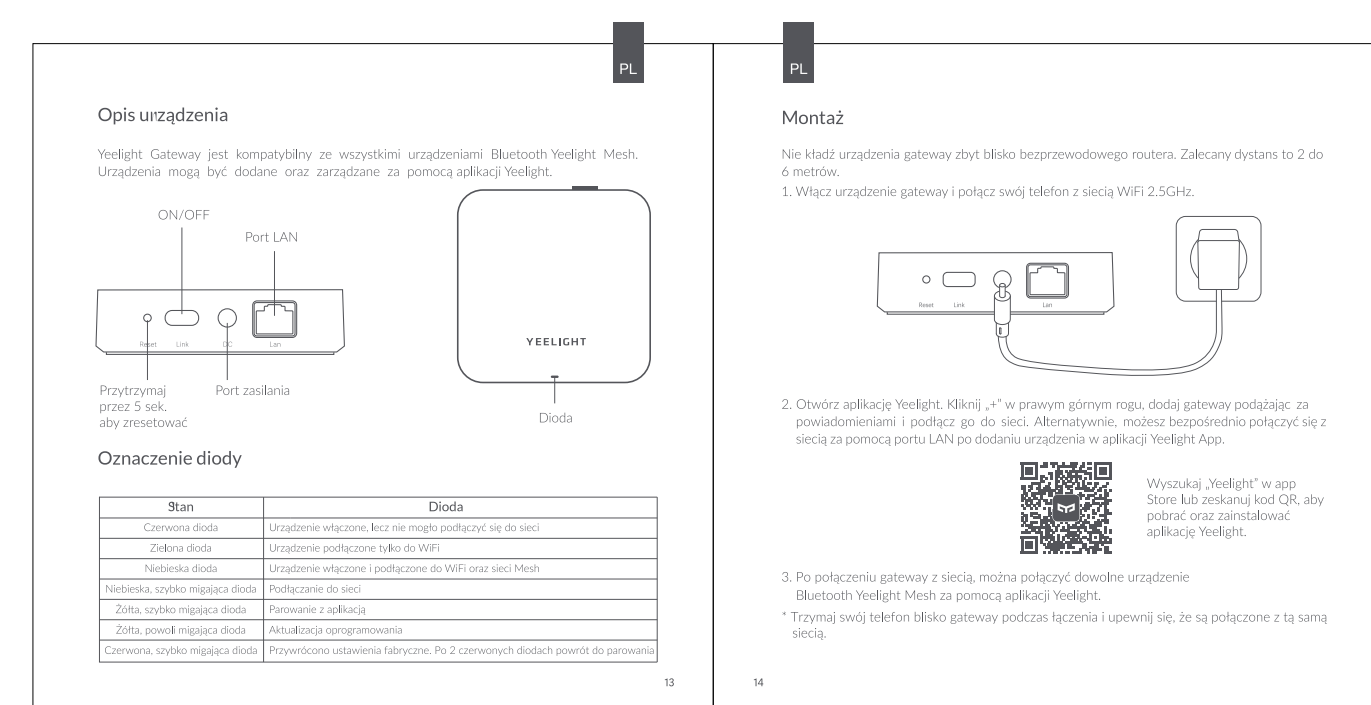 PL
Opis urządzenia
Yeelight Gateway jest kompatybilny ze wszystkimi urządzeniami Bluetooth Yeelight Mesh.
Urządzenia mogą być dodane oraz zarządzane za pomocą aplikacji Yeelight.
ON/OFF
Port LAN
Reset Link DC Lan
Przytrzymaj
przez 5 sek.
aby zresetować
Port zasilania
YEELIGHT
Dioda
Oznaczenie diody
Stan Dioda
Czerwona dioda Urządzenie włączone, lecz nie mogło podłączyć się do sieci
Zielona dioda Urządzenie podłączone tylko do WiFi
Niebieska dioda Urządzenie włączone i podłączone do WiFi oraz sieci Mesh
Niebieska, szybko migająca dioda Podłączanie do sieci
Żółta, szybko migająca dioda Parowanie z aplikacją
Żółta, powoli migająca dioda Aktualizacja oprogramowania
Czerwona, szybko migająca dioda Przywrócono ustawienia fabryczne. Po 2 czerwonych diodach powrót do parowania
13
PL
Montaż
Nie kładź urządzenia gateway zbyt blisko bezprzewodowego routera. Zalecany dystans to 2 do
6 metrów.
1. Włącz urządzenie gateway i połącz swój telefon z siecią WiFi 2.5GHz.
Reset Link Lan
2. Otwórz aplikację Yeelight. Kliknij „+" w prawym górnym rogu, dodaj gateway podążając za
powiadomieniami i podłącz go do sieci. Alternatywnie, możesz bezpośrednio połączyć się z
siecią za pomocą portu LAN po dodaniu urządzenia w aplikacji Yeelight App.
Wyszukaj „Yeelight" w app
Store lub zeskanuj kod QR, aby
pobrać oraz zainstalować
aplikację Yeelight.
3. Po połączeniu gateway z siecią, można połączyć dowolne urządzenie
Bluetooth Yeelight Mesh za pomocą aplikacji Yeelight.
* Trzymaj swój telefon blisko gateway podczas łączenia i upewnij się, że są połączone z tą samą
siecią.
14